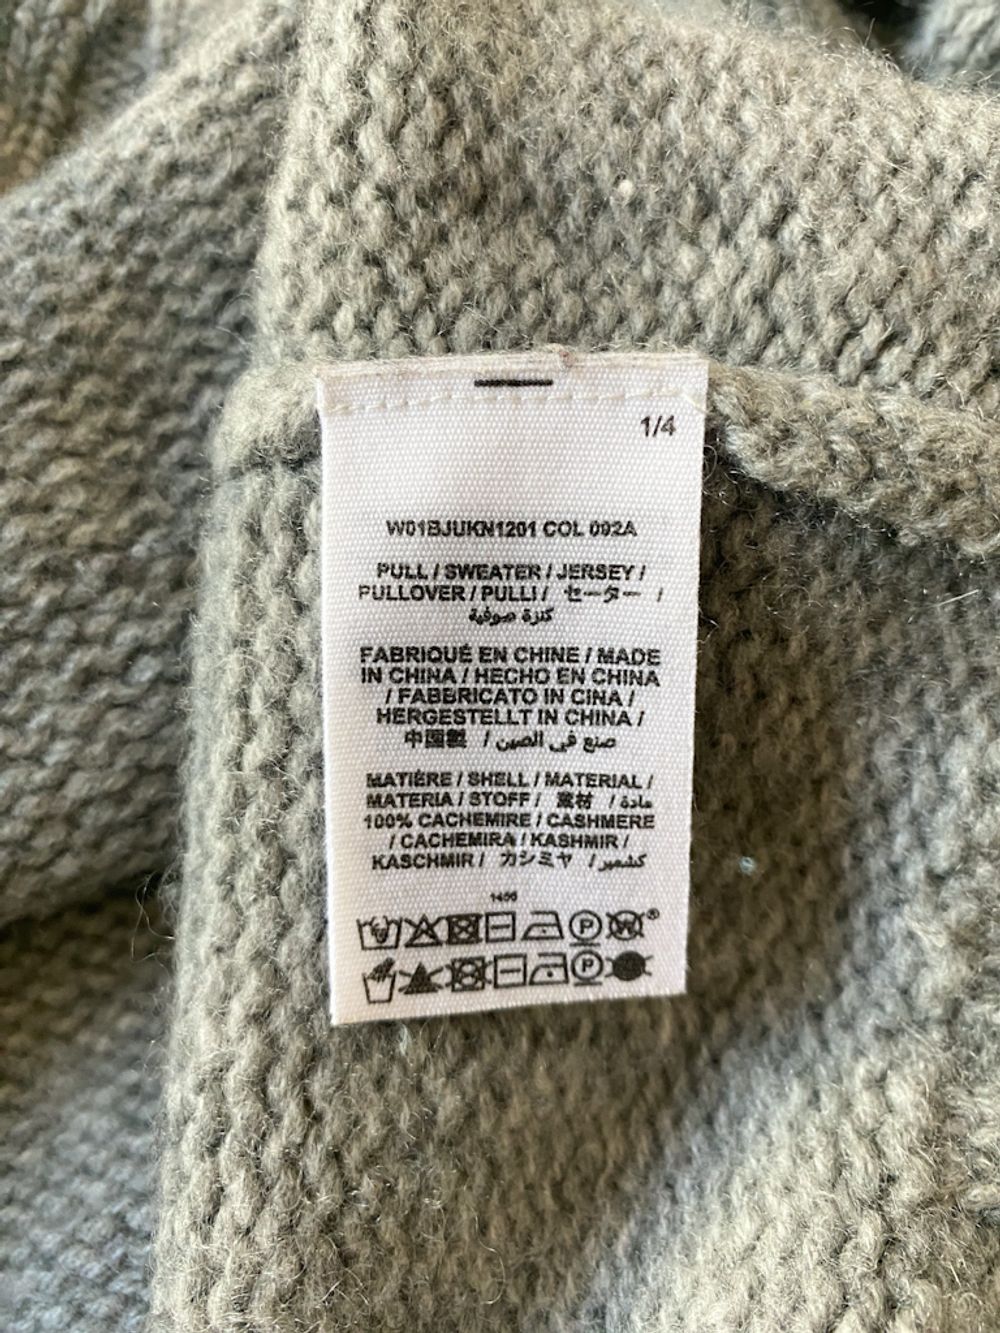 1/4
W01BJUKN1201 COL 092A
PULL / SWEATER / JERSEY /
PULLOVER / PULLI / セーター /
كنزة صوفية
FABRIQUÉ EN CHINE / MADE
IN CHINA / HECHO EN CHINA
/ FABBRICATO IN CINA /
HERGESTELLT IN CHINA /
中国製 / صنع في الصين
MATIÈRE / SHELL / MATERIAL /
MATERIA / STOFF / 素材 / مادة /
100% CACHEMIRE / CASHMERE
/ CACHEMIRA / KASHMIR /
KASCHMIR / カシミヤ / كشمير
P W®
P